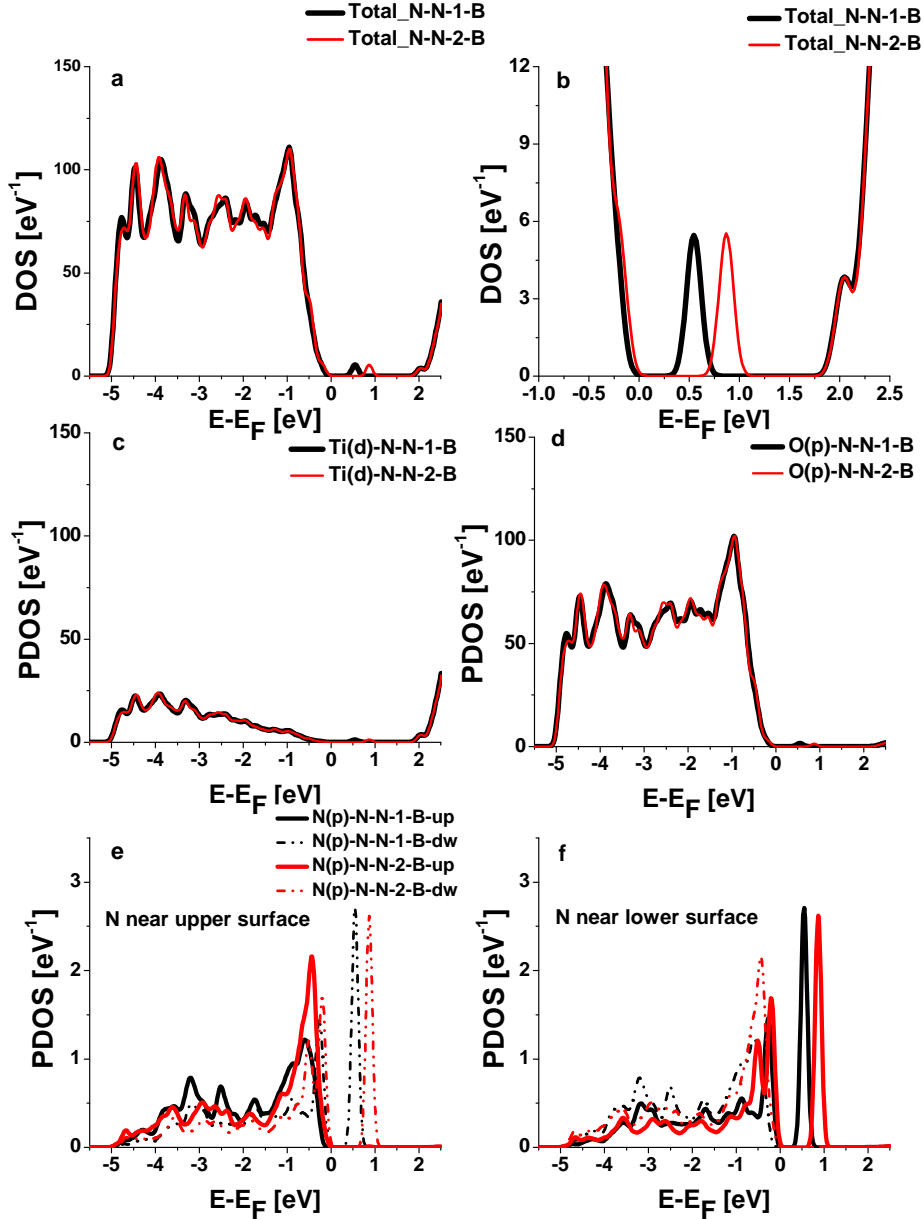 Total_N-N-1-B
Total_N-N-2-B
a
DOS [eV-1]
150
100
50
0
-5 -4 -3 -2 -1 0 1 2
E-EF [eV]
Total_N-N-1-B
Total_N-N-2-B
b
DOS [eV-1]
12
9
6
3
0
-1.0 -0.5 0.0 0.5 1.0 1.5 2.0 2.5
E-EF [eV]
c
Ti(d)-N-N-1-B
Ti(d)-N-N-2-B
PDOS [eV-1]
150
100
50
0
-5 -4 -3 -2 -1 0 1 2
E-EF [eV]
d
O(p)-N-N-1-B
O(p)-N-N-2-B
PDOS [eV-1]
150
100
50
0
-5 -4 -3 -2 -1 0 1 2
E-EF [eV]
N(p)-N-N-1-B-up
N(p)-N-N-1-B-dw
N(p)-N-N-2-B-up
N(p)-N-N-2-B-dw
e
N near upper surface
PDOS [eV-1]
3
2
1
0
-5 -4 -3 -2 -1 0 1 2
E-EF [eV]
f
N near lower surface
PDOS [eV-1]
3
2
1
0
-5 -4 -3 -2 -1 0 1 2
E-EF [eV]